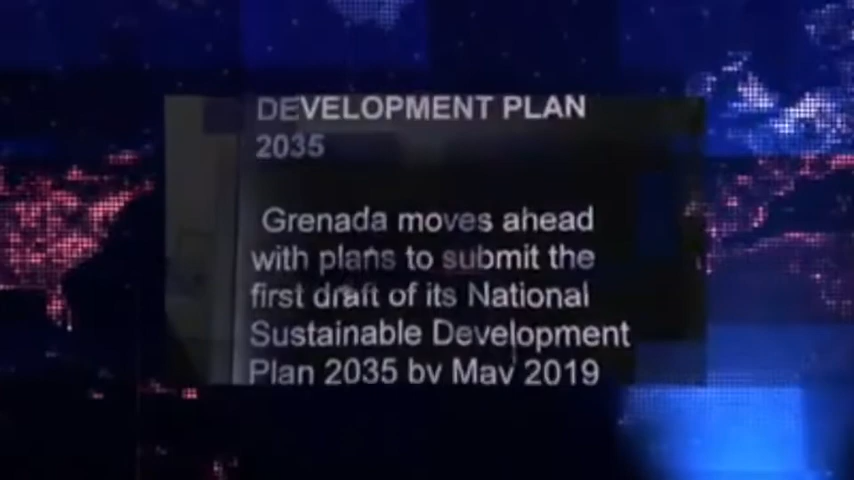 DEVELOPMENT PLAN
2035
Grenada moves ahead
with plans to submit the
first draft of its National
Sustainable Development
Plan 2035 by May 2019